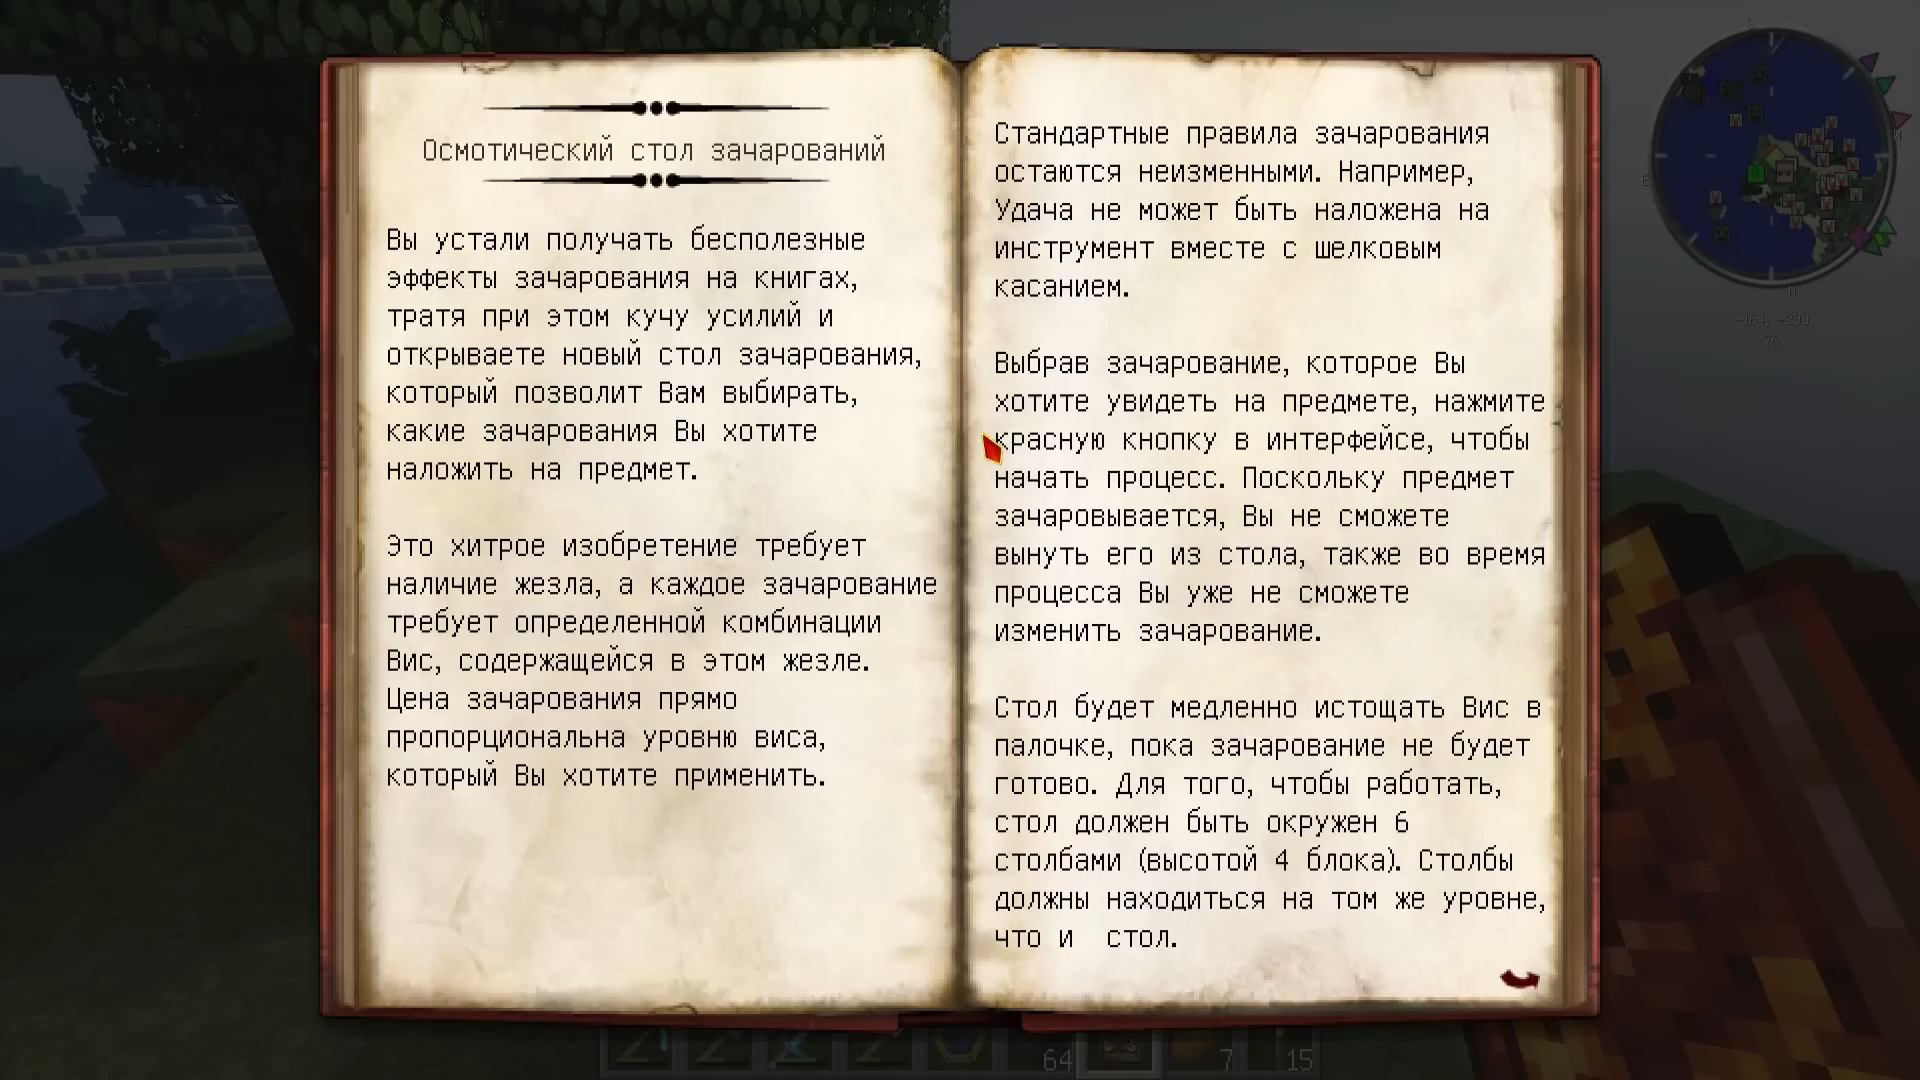 Осмотический стол зачарований
Вы устали получать бесполезные
эффекты зачарования на книгах,
тратя при этом кучу усилий и
открываете новый стол зачарования,
который позволит Вам выбирать,
какие зачарования Вы хотите
наложить на предмет.
Это хитрое изобретение требует
наличие жезла, а каждое зачарование
требует определенной комбинации
Вис, содержащейся в этом жезле.
Цена зачарования прямо
пропорциональна уровню виса,
который Вы хотите применить.
Стандартные правила зачарования
остаются неизменными. Например,
Удача не может быть наложена на
инструмент вместе с шелковым
касанием.
Выбрав зачарование, которое Вы
хотите увидеть на предмете, нажмите
красную кнопку в интерфейсе, чтобы
начать процесс. Поскольку предмет
зачаровывается, Вы не сможете
вынуть его из стола, также во время
процесса Вы уже не сможете
изменить зачарование.
Стол будет медленно истощать Вис в
палочке, пока зачарование не будет
готово. Для того, чтобы работать,
стол должен быть окружен 6
столбами (высотой 4 блока). Столбы
должны находиться на том же уровне,
что и  стол.
-164, +293
76
64
7
15